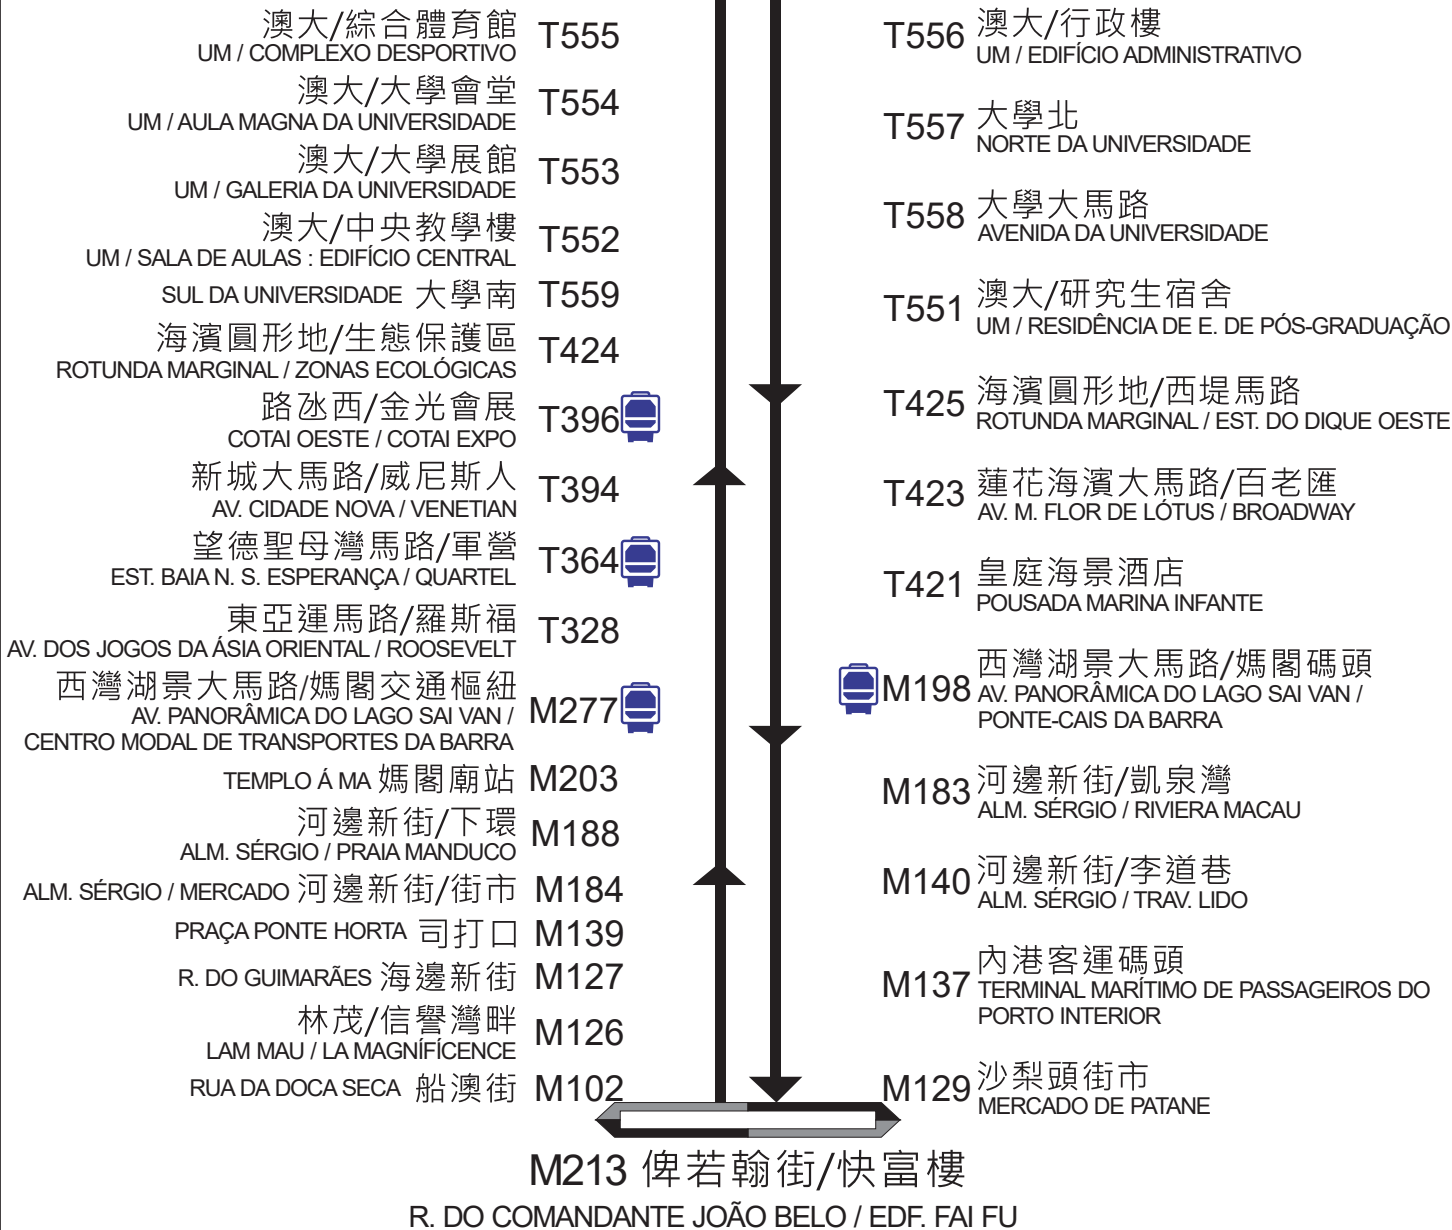 澳大/綜合體育館 T555
UM / COMPLEXO DESPORTIVO
澳大/大學會堂 T554
UM / AULA MAGNA DA UNIVERSIDADE
澳大/大學展館 T553
UM / GALERIA DA UNIVERSIDADE
澳大/中央教學樓 T552
UM / SALA DE AULAS : EDIFÍCIO CENTRAL
SUL DA UNIVERSIDADE 大學南 T559
海濱圓形地/生態保護區 T424
ROTUNDA MARGINAL / ZONAS ECOLÓGICAS
路氹西/金光會展 T396
COTAI OESTE / COTAI EXPO
新城大馬路/威尼斯人 T394
AV. CIDADE NOVA / VENETIAN
望德聖母灣馬路/軍營 T364
EST. BAIA N. S. ESPERANÇA / QUARTEL
東亞運馬路/羅斯福 T328
AV. DOS JOGOS DA ÁSIA ORIENTAL / ROOSEVELT
西灣湖景大馬路/媽閣交通樞紐 M277
AV. PANORÂMICA DO LAGO SAI VAN /
CENTRO MODAL DE TRANSPORTES DA BARRA
TEMPLO Á MA 媽閣廟站 M203
河邊新街/下環 M188
ALM. SÉRGIO / PRAIA MANDUCO
ALM. SÉRGIO / MERCADO 河邊新街/街市 M184
PRAÇA PONTE HORTA 司打口 M139
R. DO GUIMARÃES 海邊新街 M127
林茂/信譽灣畔 M126
LAM MAU / LA MAGNÍFÍCENCE
RUA DA DOCA SECA 船澳街 M102
T556 澳大/行政樓
UM / EDIFÍCIO ADMINISTRATIVO
T557 大學北
NORTE DA UNIVERSIDADE
T558 大學大馬路
AVENIDA DA UNIVERSIDADE
T551 澳大/研究生宿舍
UM / RESIDÊNCIA DE E. DE PÓS-GRADUAÇÃO
T425 海濱圓形地/西堤馬路
ROTUNDA MARGINAL / EST. DO DIQUE OESTE
T423 蓮花海濱大馬路/百老匯
AV. M. FLOR DE LÓTUS / BROADWAY
T421 皇庭海景酒店
POUSADA MARINA INFANTE
M198 西灣湖景大馬路/媽閣碼頭
AV. PANORÂMICA DO LAGO SAI VAN /
PONTE-CAIS DA BARRA
M183 河邊新街/凱泉灣
ALM. SÉRGIO / RIVIERA MACAU
M140 河邊新街/李道巷
ALM. SÉRGIO / TRAV. LIDO
M137 內港客運碼頭
TERMINAL MARÍTIMO DE PASSAGEIROS DO
PORTO INTERIOR
M129 沙梨頭街市
MERCADO DE PATANE
M213 俾若翰街/快富樓
R. DO COMANDANTE JOÃO BELO / EDF. FAI FU